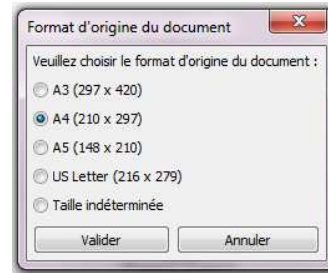 Format d'origine du document
Veuillez choisir le format d'origine du document :
A3 (297 x 420)
A4 (210 x 297)
A5 (148 x 210)
US Letter (216 x 279)
Taille indéterminée
Valider Annuler